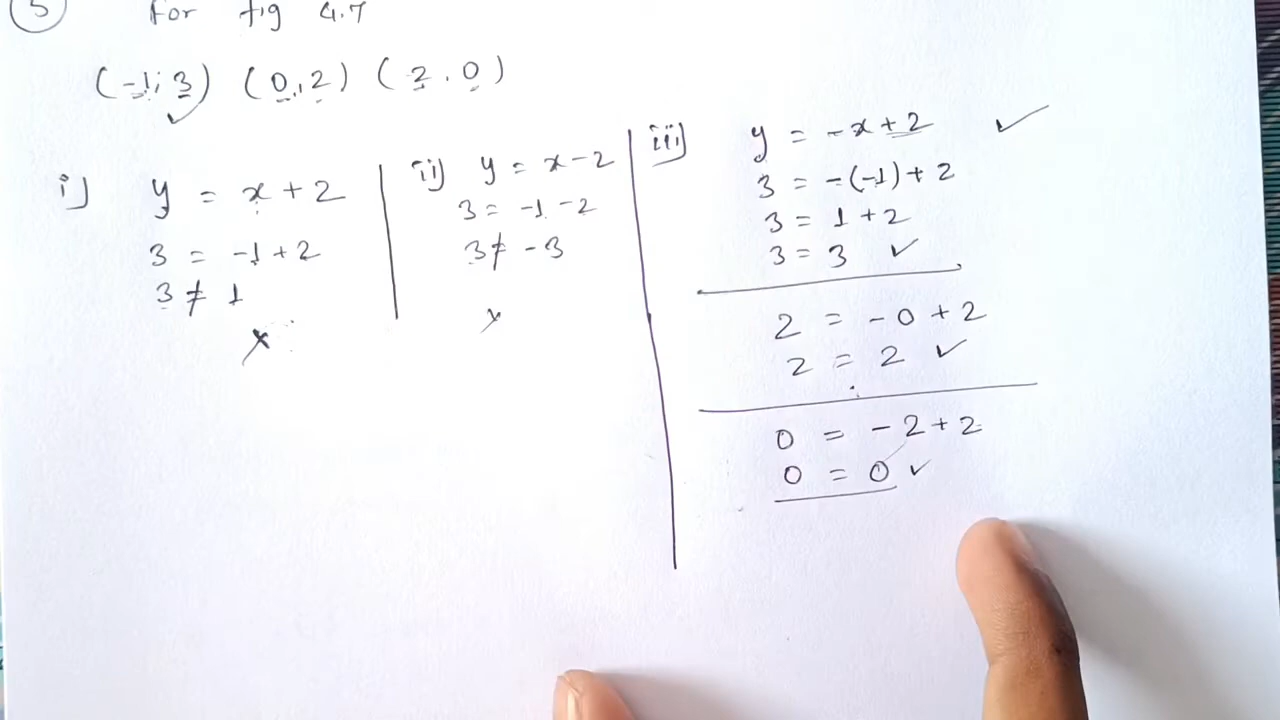 5 For fig 4.7
(-1, 3) (0, 2) (2, 0)
i) y = x + 2
3 = -1 + 2
3 ≠ 1
×
ii) y = x - 2
3 = -1 - 2
3 ≠ -3
×
iii) y = -x + 2 ✓
3 = -(-1) + 2
3 = 1 + 2
3 = 3 ✓
2 = -0 + 2
2 = 2 ✓
0 = -2 + 2
0 = 0 ✓